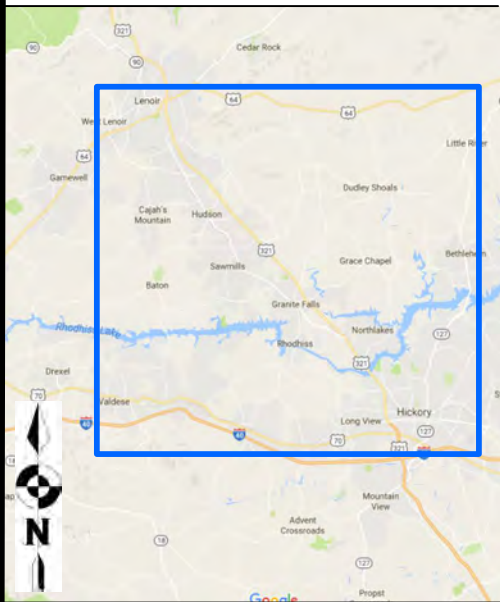 321
90
Cedar Rock
90
Lenoir
64
64
West Lenoir
Little River
64
Gamewell
Dudley Shoals
Cajah's
Mountain
Hudson
321
Bethlehem
Grace Chapel
Sawmills
Baton
Granite Falls
Rhodhiss Lake
Northlakes
127
Rhodhiss
321
Drexel
70
Valdese
Hickory
40
Long View
127
40
70
321
N
Mountain
View
Advent
Crossroads
18
127
Propst
Google